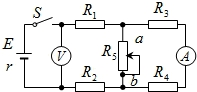 S R₁ R₃
E r V R₅ a b A
R₂ R₄